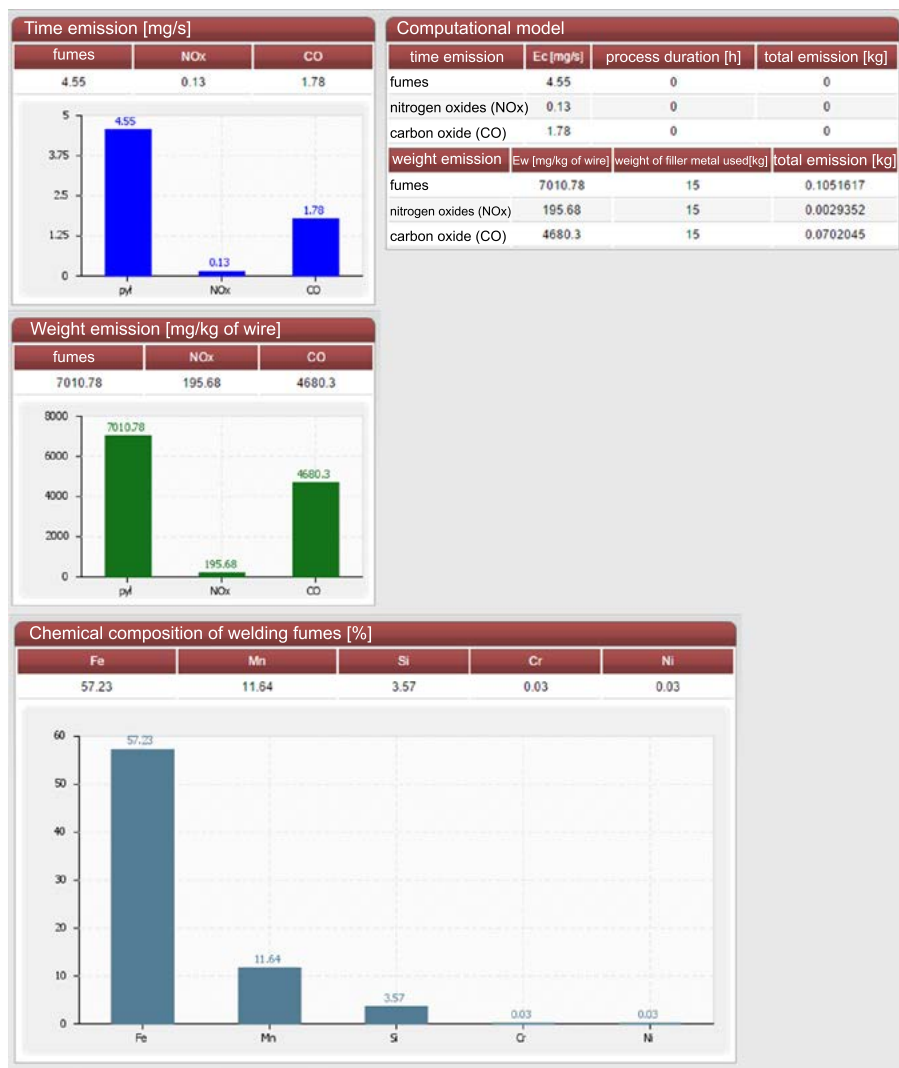 Time emission [mg/s]
fumes NOx CO
4.55 0.13 1.78
5
3.75
2.5
1.25
0
4.55
0.13
1.78
pył NOx CO
Computational model
time emission Ec [mg/s] process duration [h] total emission [kg]
fumes 4.55 0 0
nitrogen oxides (NOx) 0.13 0 0
carbon oxide (CO) 1.78 0 0
weight emission Ew [mg/kg of wire] weight of filler metal used[kg] total emission [kg]
fumes 7010.78 15 0.1051617
nitrogen oxides (NOx) 195.68 15 0.0029352
carbon oxide (CO) 4680.3 15 0.0702045
Weight emission [mg/kg of wire]
fumes NOx CO
7010.78 195.68 4680.3
8000
6000
4000
2000
0
7010.78
195.68
4680.3
pył NOx CO
Chemical composition of welding fumes [%]
Fe Mn Si Cr Ni
57.23 11.64 3.57 0.03 0.03
60
50
40
30
20
10
0
57.23
11.64
3.57
0.03
0.03
Fe Mn Si Cr Ni